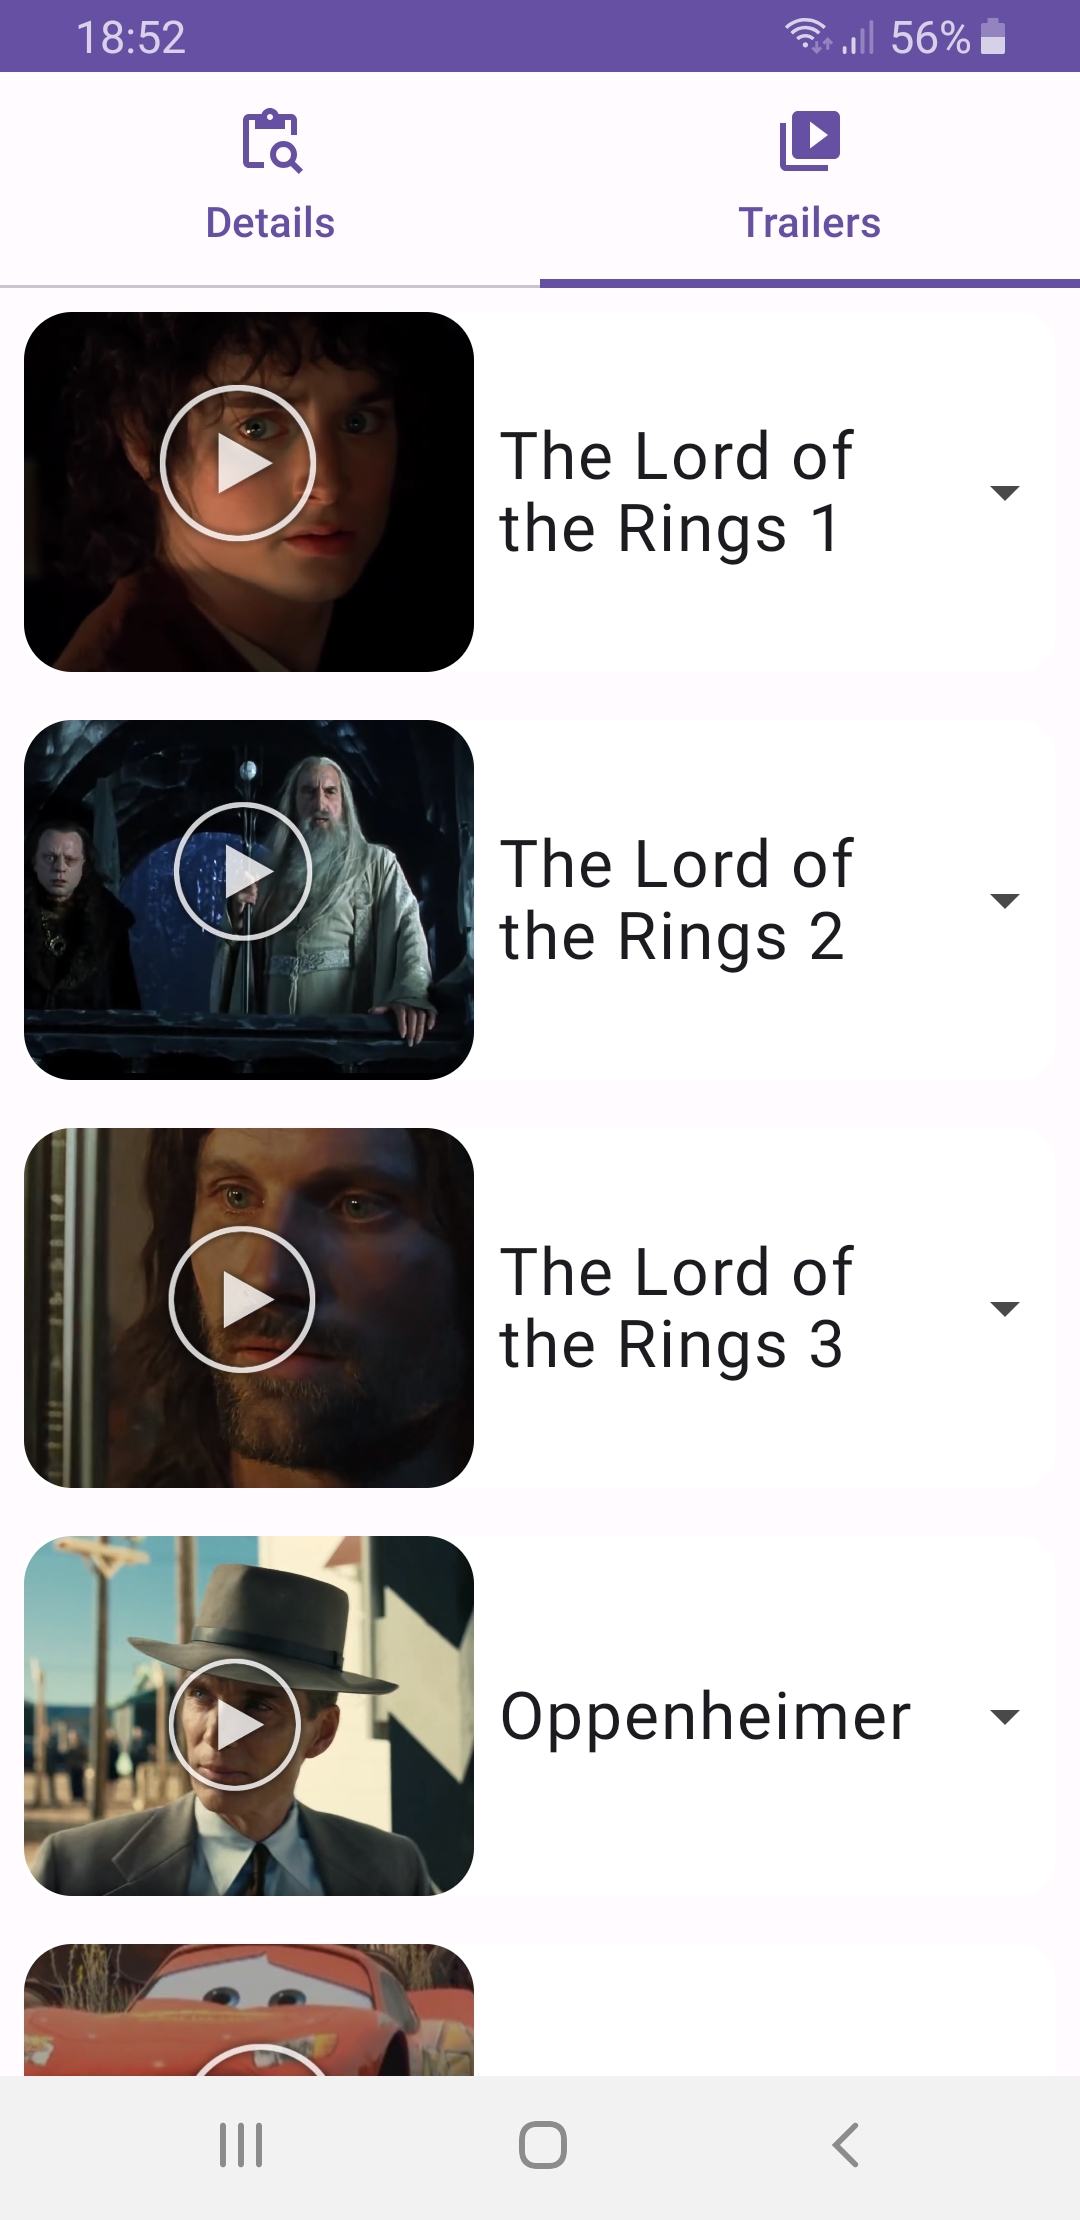 18:52
56%
Details
Trailers
The Lord of
the Rings 1
The Lord of
the Rings 2
The Lord of
the Rings 3
Oppenheimer